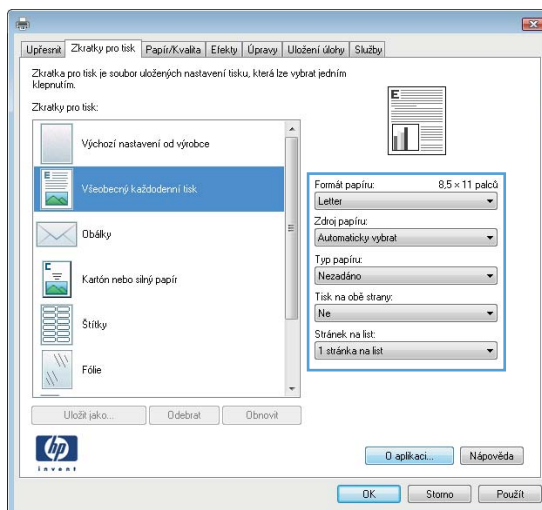 Upřesnit Zkratky pro tisk Papír/Kvalita Efekty Úpravy Uložení úlohy Služby
Zkratka pro tisk je soubor uložených nastavení tisku, která lze vybrat jedním
klepnutím.
Zkratky pro tisk:
E
Výchozí nastavení od výrobce
E
Všeobecný každodenní tisk
Obálky
C
Kartón nebo silný papír
Štítky
Fólie
Formát papíru: 8,5 × 11 palců
Letter
Zdroj papíru:
Automaticky vybrat
Typ papíru:
Nezadáno
Tisk na obě strany:
Ne
Stránek na list:
1 stránka na list
Uložit jako... Odebrat Obnovit
hp
invent
O aplikaci... Nápověda
OK Storno Použít